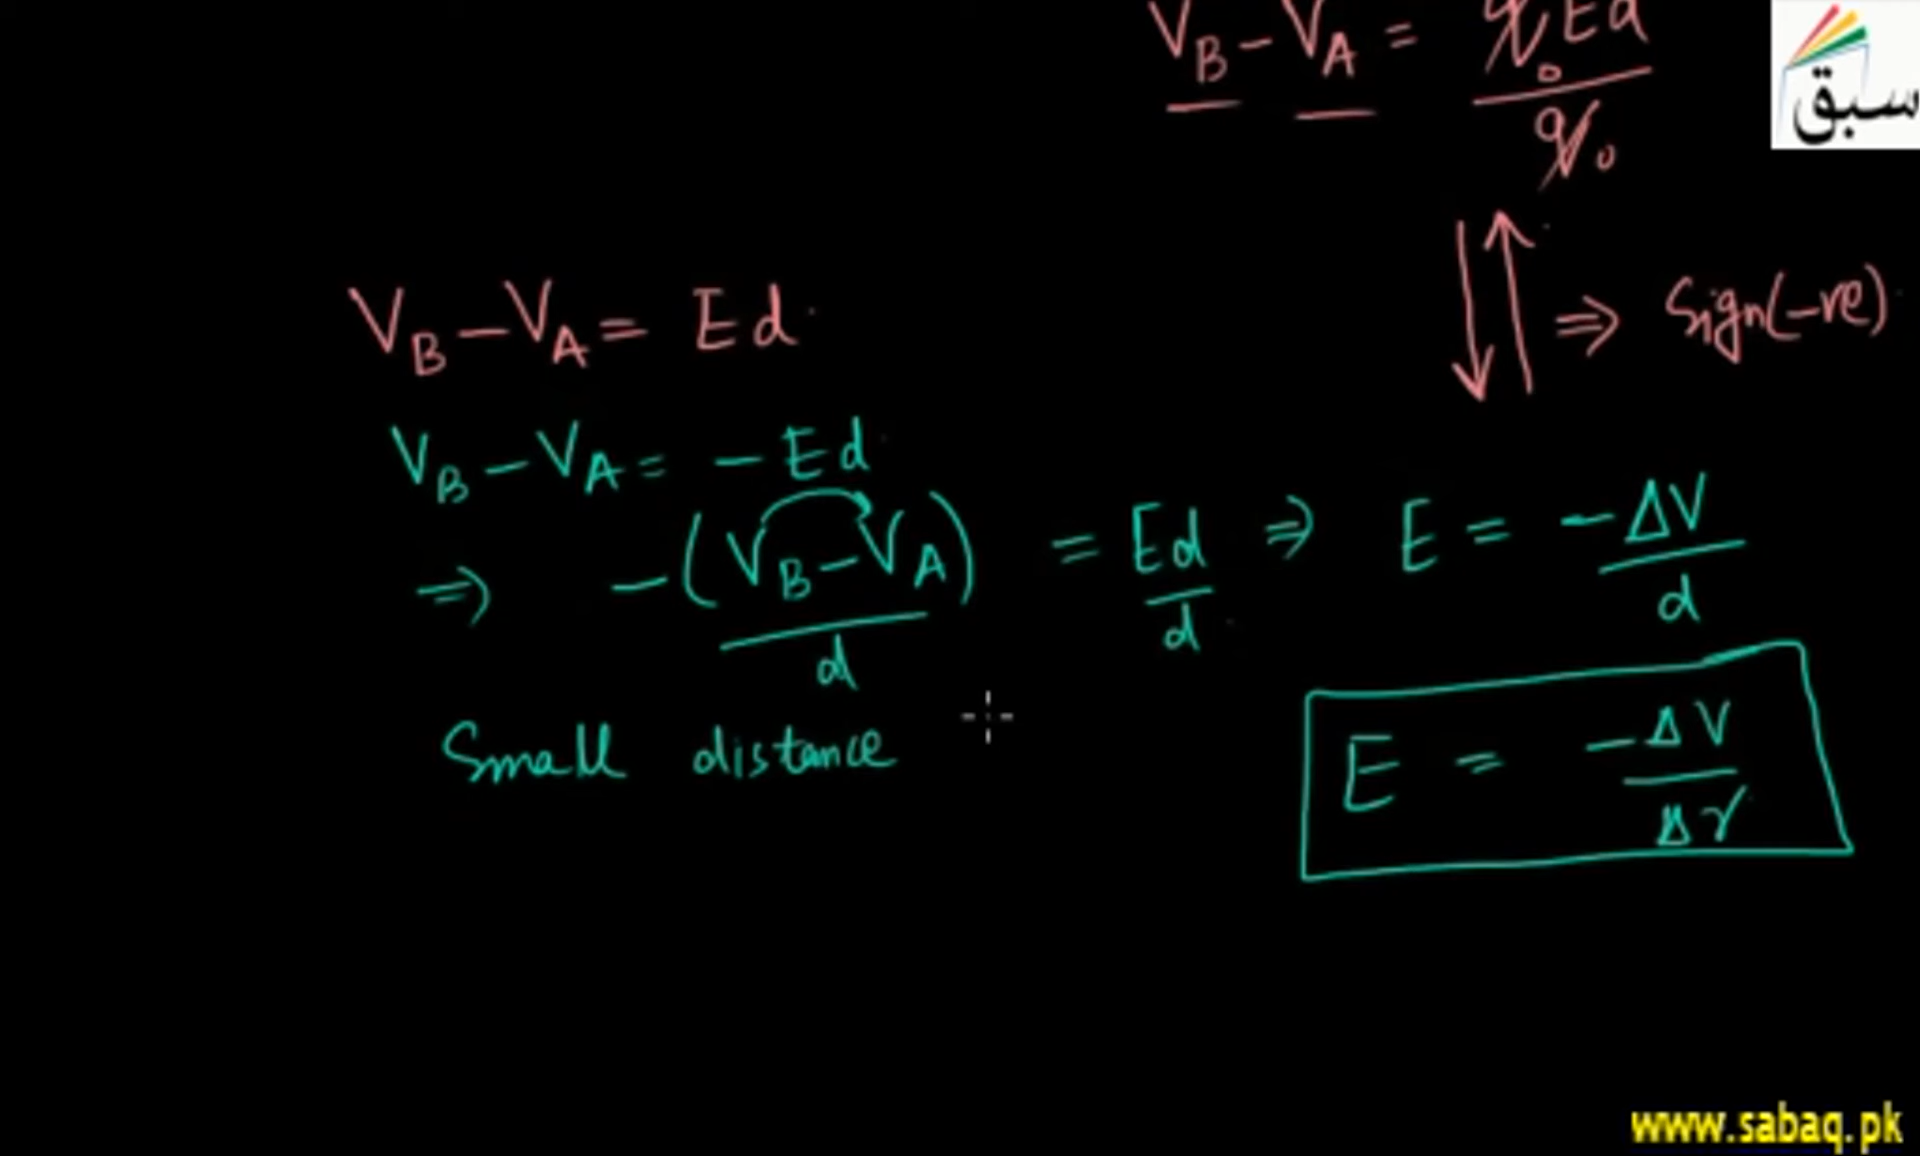 V_B - V_A = q₀Ed / q₀
سبق
⇒ Sign(-ve)
V_B - V_A = Ed
V_B - V_A = - Ed
⇒ -(V_B - V_A) / d = Ed / d ⇒ E = -ΔV / d
Small distance
E = -ΔV / Δr
www.sabaq.pk